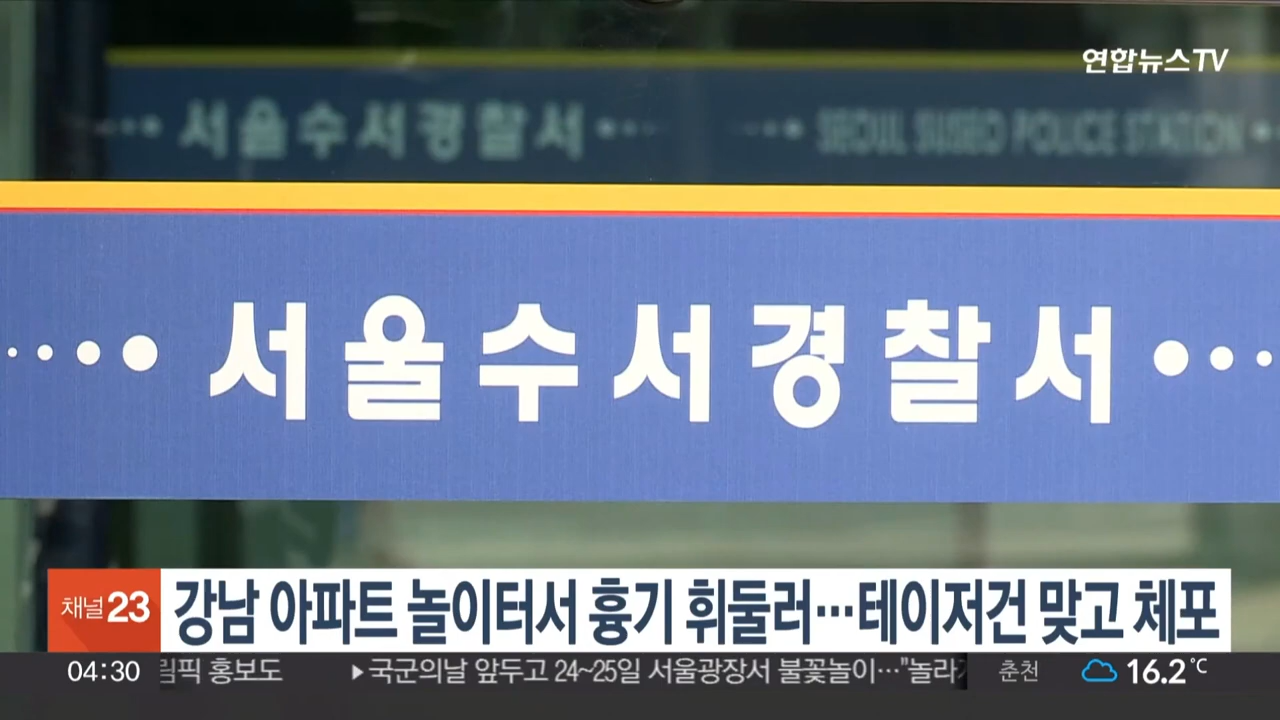 연합뉴스TV
서울수서경찰서 SEOUL SUSEO POLICE STATION
서울수서경찰서
채널 23 강남 아파트 놀이터서 흉기 휘둘러…테이저건 맞고 체포
04:30 림픽 홍보도 ▶국군의날 앞두고 24~25일 서울광장서 불꽃놀이…"놀라 춘천 16.2℃